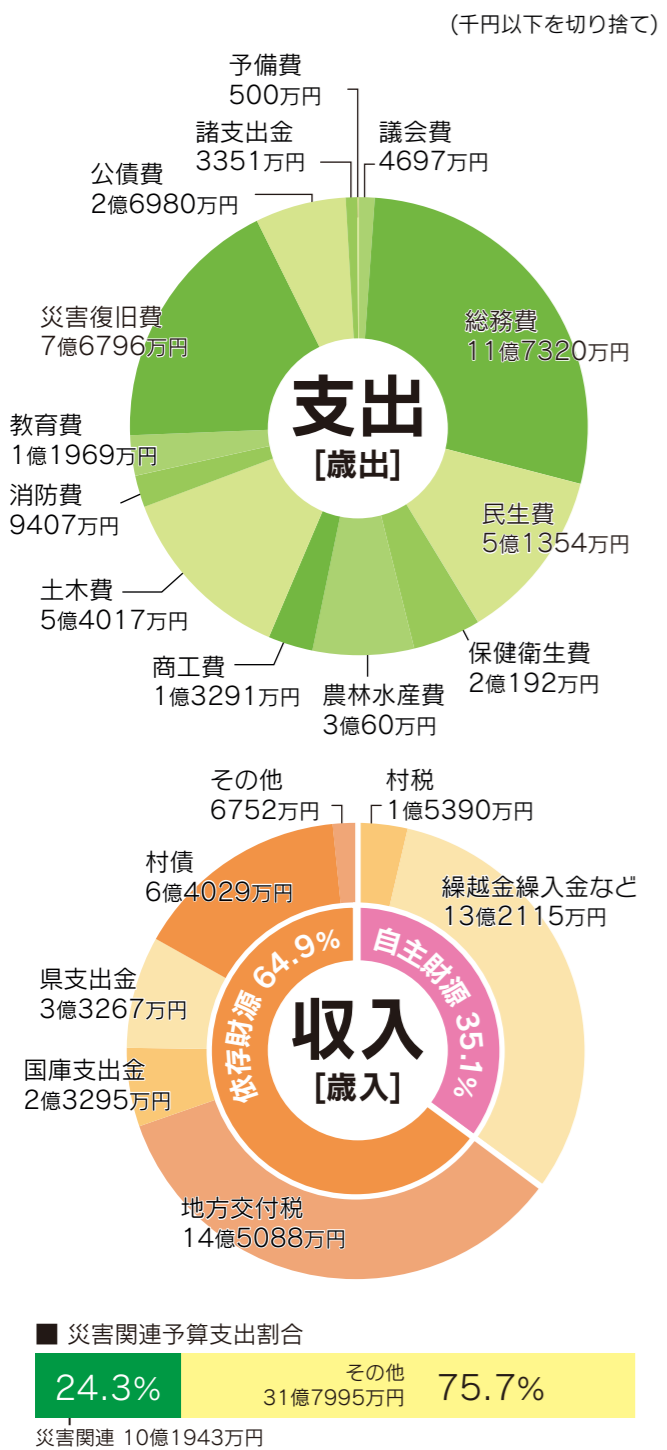 (千円以下を切り捨て)
予備費
500万円
議会費
4697万円
諸支出金
3351万円
公債費
2億6980万円
災害復旧費
7億6796万円
総務費
11億7320万円
支出
[歳出]
教育費
1億1969万円
消防費
9407万円
民生費
5億1354万円
土木費
5億4017万円
商工費
1億3291万円
農林水産費
3億60万円
保健衛生費
2億192万円
その他
6752万円
村税
1億5390万円
村債
6億4029万円
繰越金繰入金など
13億2115万円
依存財源 64.9%
自主財源 35.1%
収入
[歳入]
県支出金
3億3267万円
国庫支出金
2億3295万円
地方交付税
14億5088万円
■ 災害関連予算支出割合
24.3%
その他
31億7995万円
75.7%
災害関連 10億1943万円